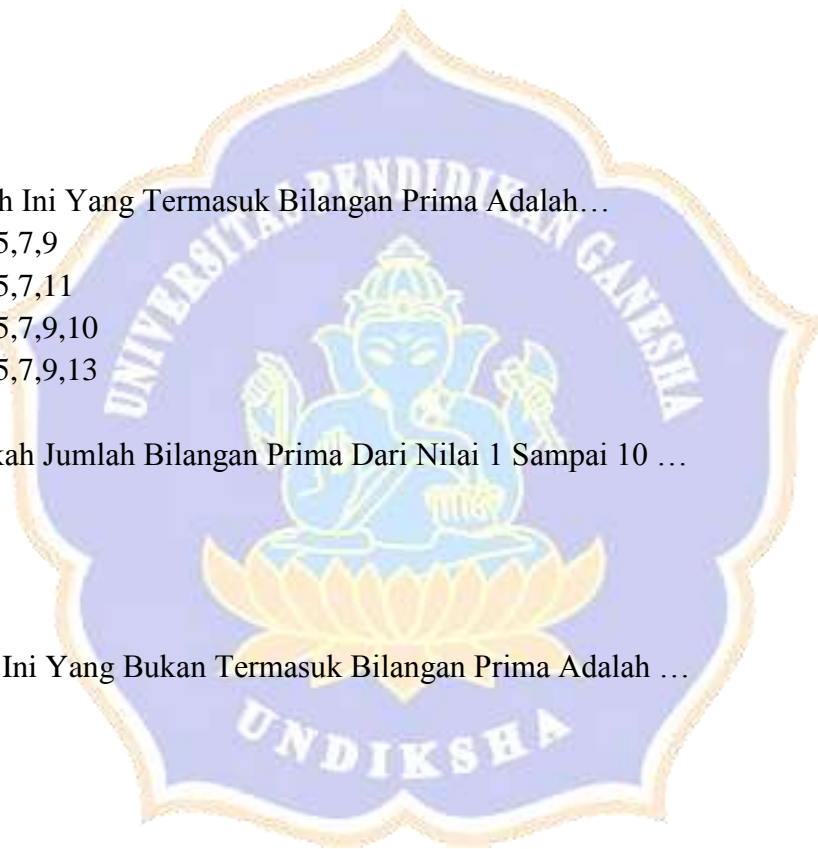 h Ini Yang Termasuk Bilangan Prima Adalah…
5,7,9
5,7,11
5,7,9,10
5,7,9,13
kah Jumlah Bilangan Prima Dari Nilai 1 Sampai 10 …
Ini Yang Bukan Termasuk Bilangan Prima Adalah …
UNIVERSITAS PENDIDIKAN GANESHA
UNDIKSHA